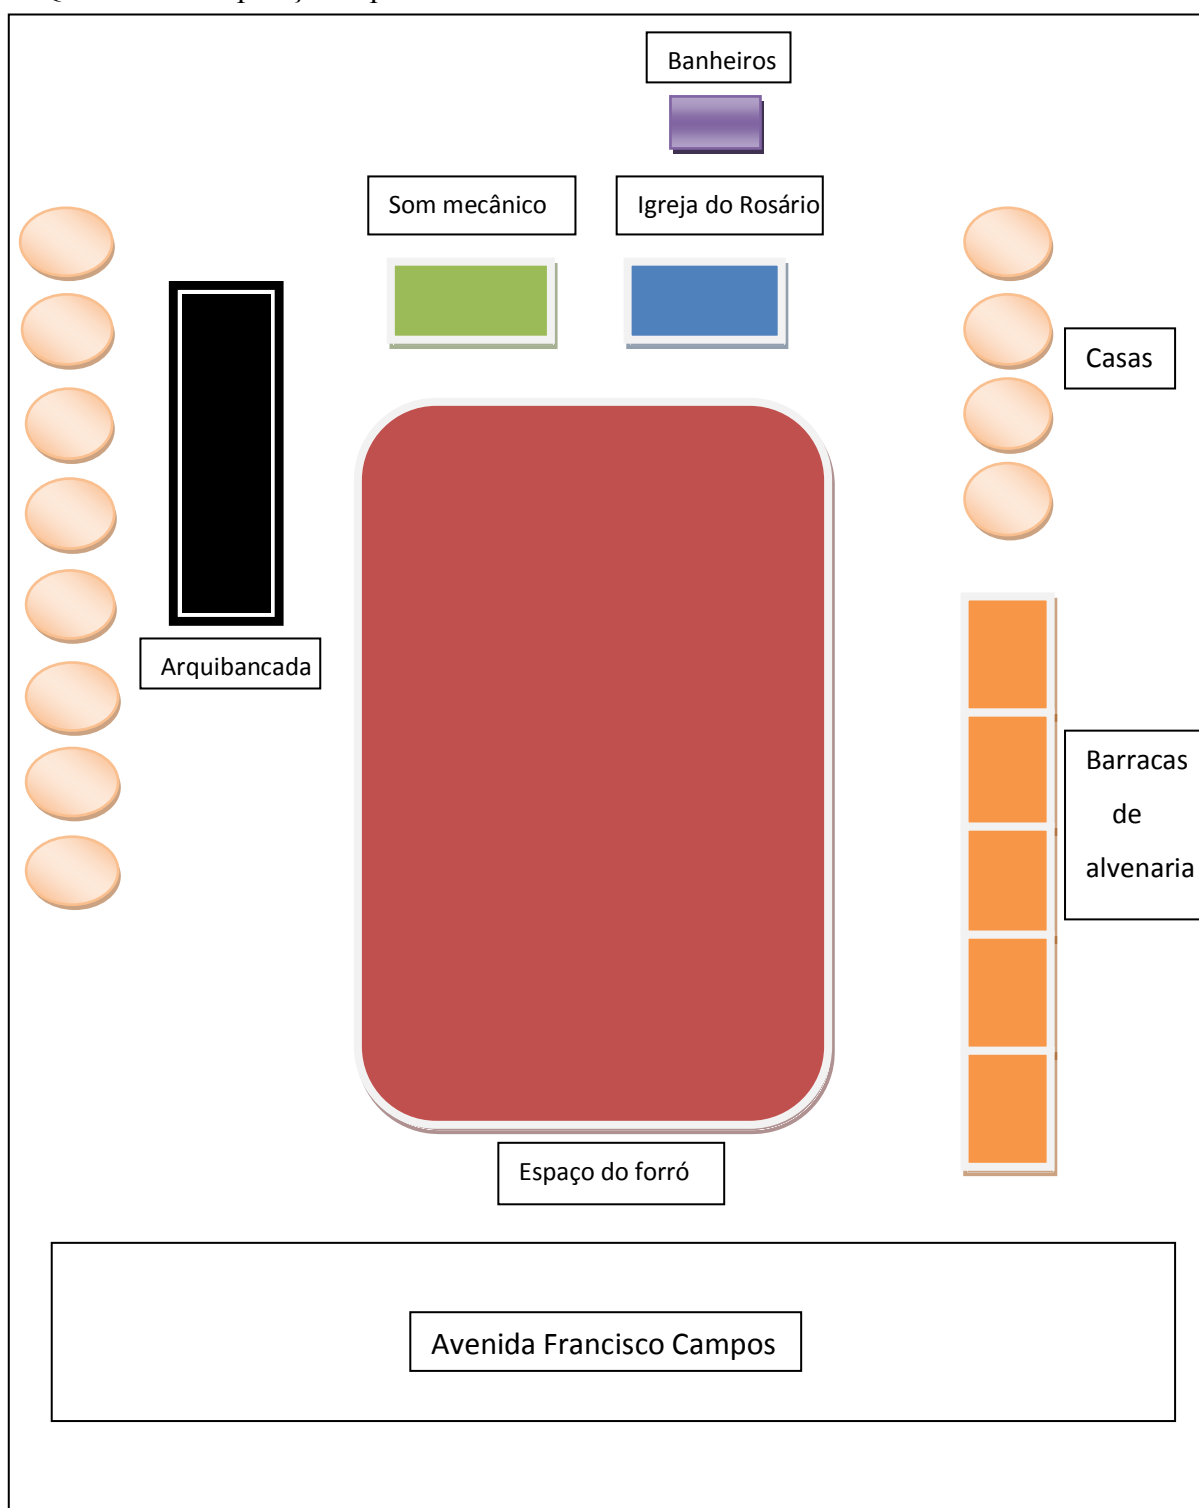 Banheiros
Som mecânico
Igreja do Rosário
Casas
Arquibancada
Barracas
de
alvenaria
Espaço do forró
Avenida Francisco Campos